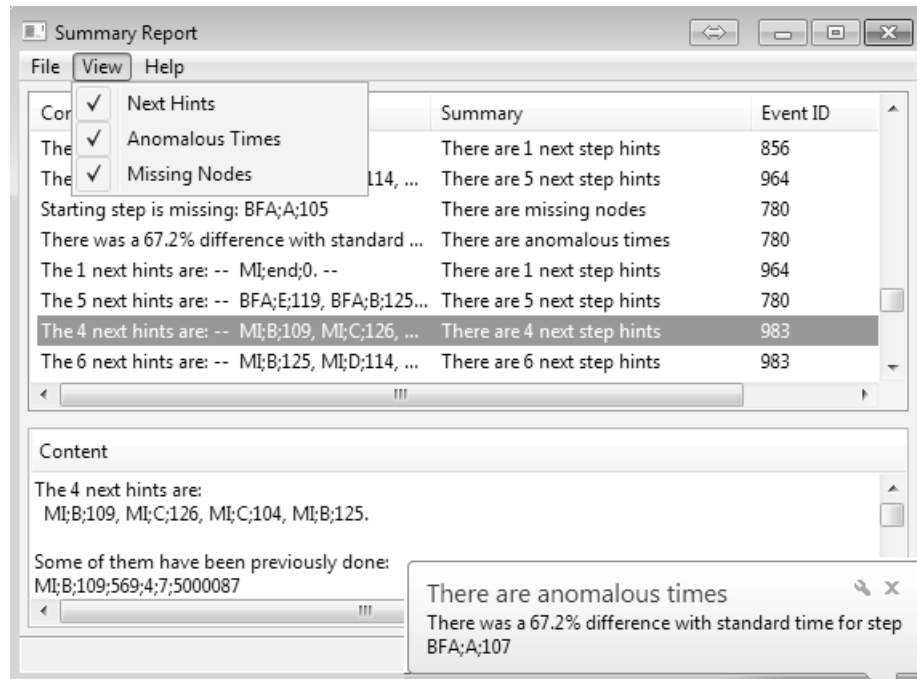 Summary Report
File View Help
Next Hints
Anomalous Times
Missing Nodes
Cor Summary Event ID
The There are 1 next step hints 856
The 114, ... There are 5 next step hints 964
Starting step is missing: BFA;A;105 There are missing nodes 780
There was a 67.2% difference with standard ... There are anomalous times 780
The 1 next hints are: -- MI;end;0. -- There are 1 next step hints 964
The 5 next hints are: -- BFA;E;119, BFA;B;125... There are 5 next step hints 780
The 4 next hints are: -- MI;B;109, MI;C;126, ... There are 4 next step hints 983
The 6 next hints are: -- MI;B;125, MI;D;114, ... There are 6 next step hints 983
Content
The 4 next hints are:
MI;B;109, MI;C;126, MI;C;104, MI;B;125.
Some of them have been previously done:
MI;B;109;569;4;7;5000087
There are anomalous times
There was a 67.2% difference with standard time for step
BFA;A;107